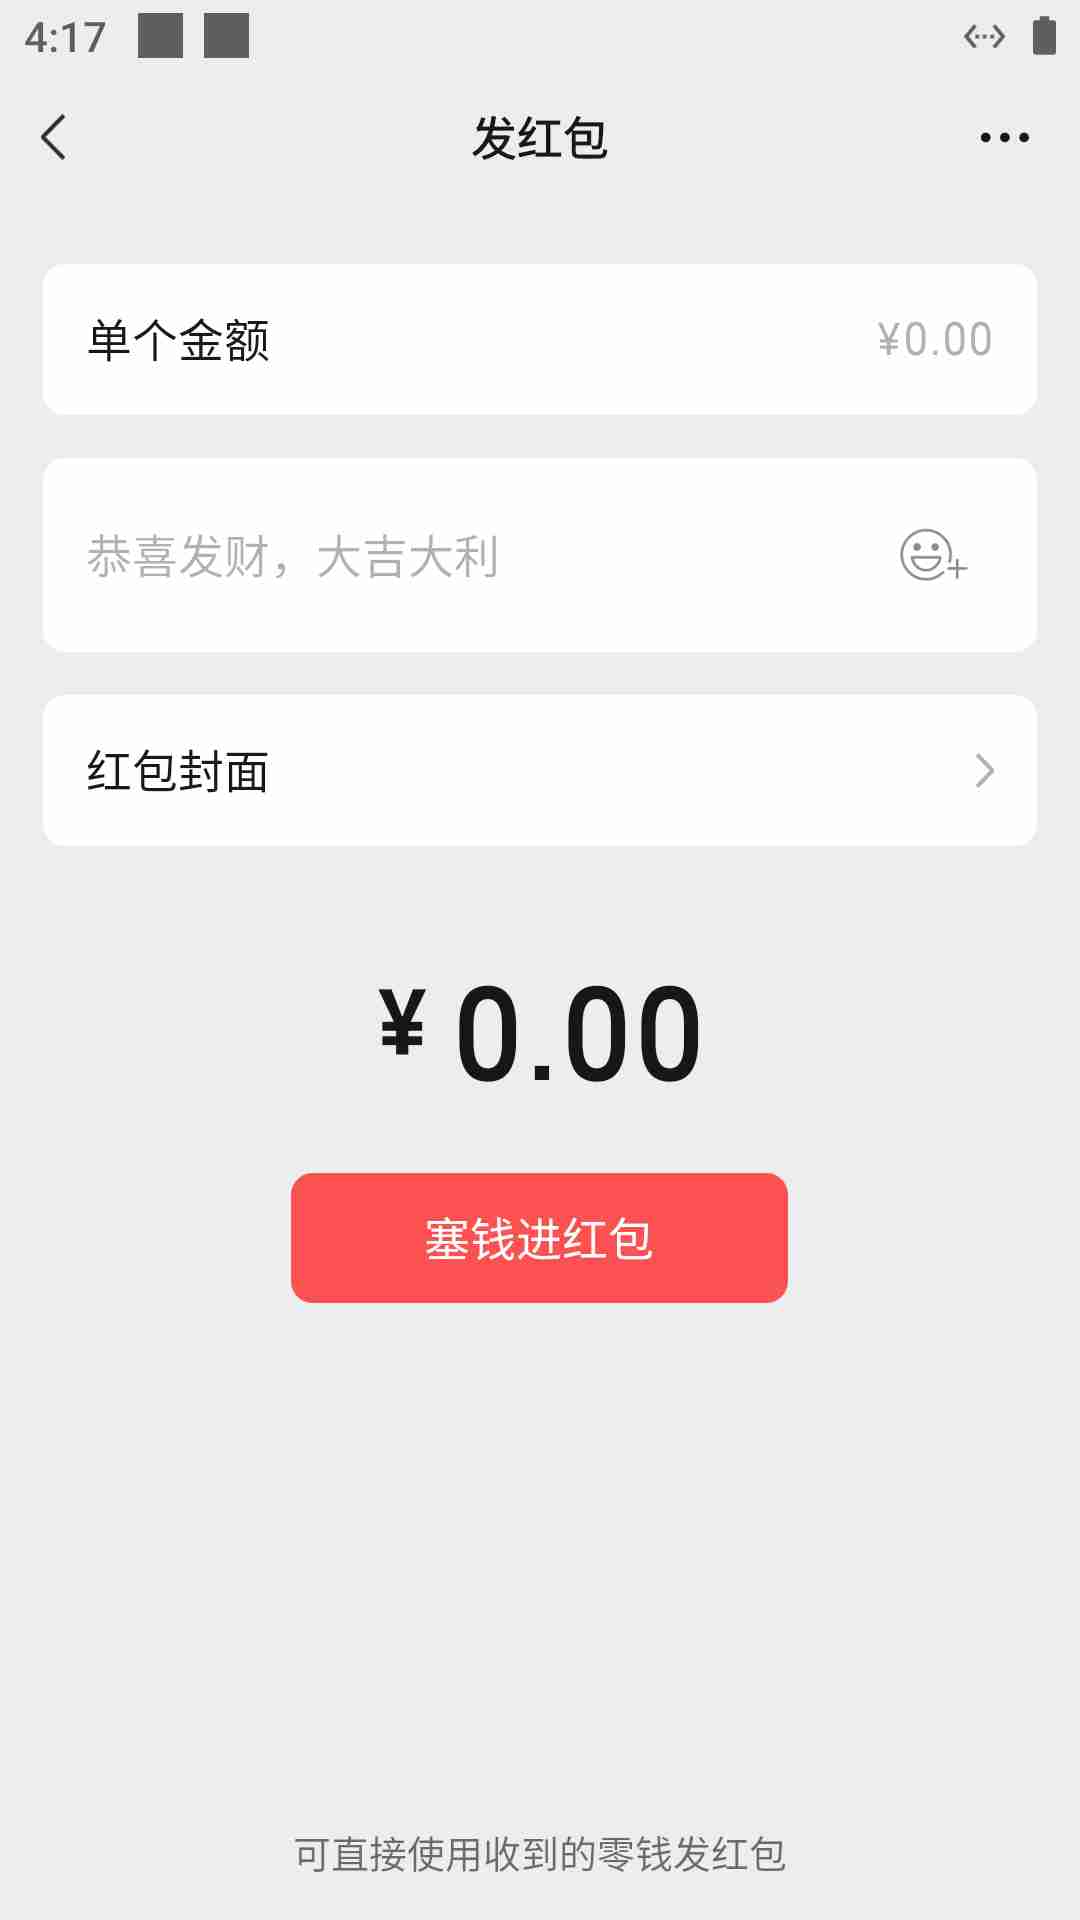 4:17
发红包
单个金额 ¥0.00
恭喜发财，大吉大利
红包封面
¥ 0.00
塞钱进红包
可直接使用收到的零钱发红包